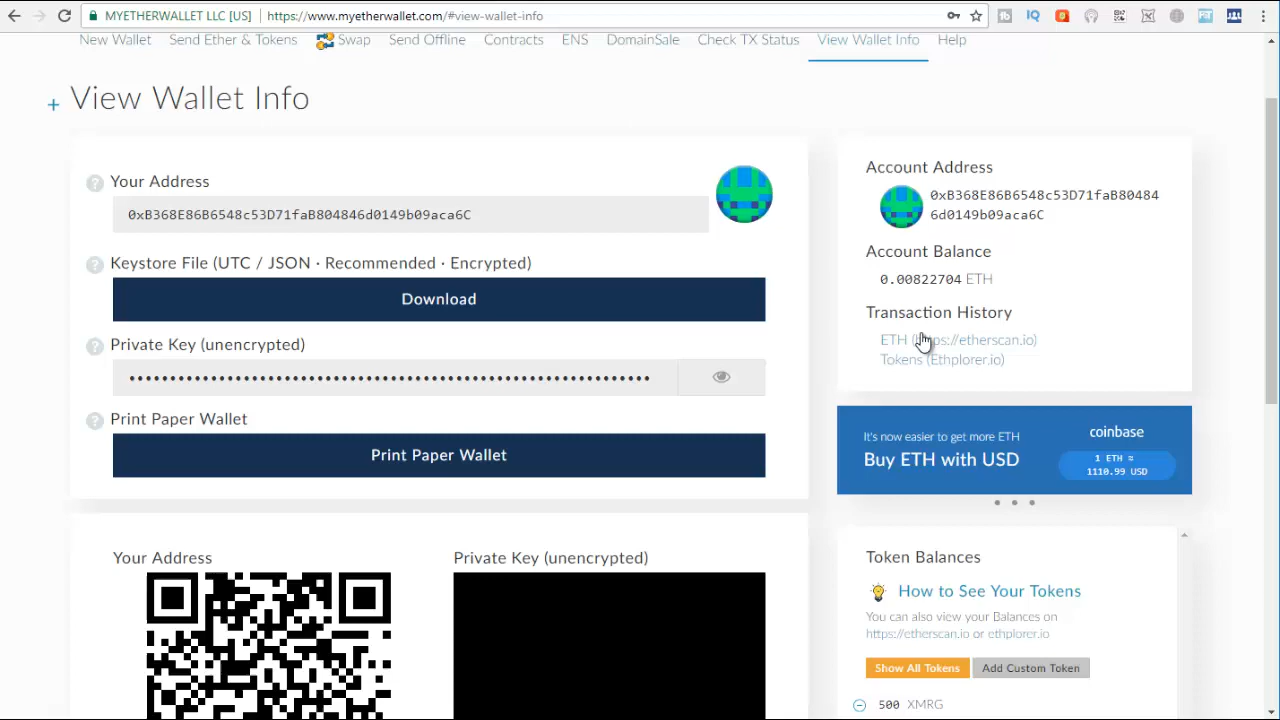 MYETHERWALLET LLC [US]
https://www.myetherwallet.com/#view-wallet-info
New Wallet
Send Ether & Tokens
Swap
Send Offline
Contracts
ENS
DomainSale
Check TX Status
View Wallet Info
Help
+ View Wallet Info
? Your Address
0xB368E86B6548c53D71faB804846d0149b09aca6C
? Keystore File (UTC / JSON · Recommended · Encrypted)
Download
? Private Key (unencrypted)
? Print Paper Wallet
Print Paper Wallet
Your Address
Private Key (unencrypted)
Account Address
0xB368E86B6548c53D71faB80484
6d0149b09aca6C
Account Balance
0.00822704 ETH
Transaction History
ETH (https://etherscan.io)
Tokens (Ethplorer.io)
It's now easier to get more ETH
Buy ETH with USD
coinbase
1 ETH ≈
1110.99 USD
Token Balances
How to See Your Tokens
You can also view your Balances on
https://etherscan.io or ethplorer.io
Show All Tokens
Add Custom Token
500 XMRG